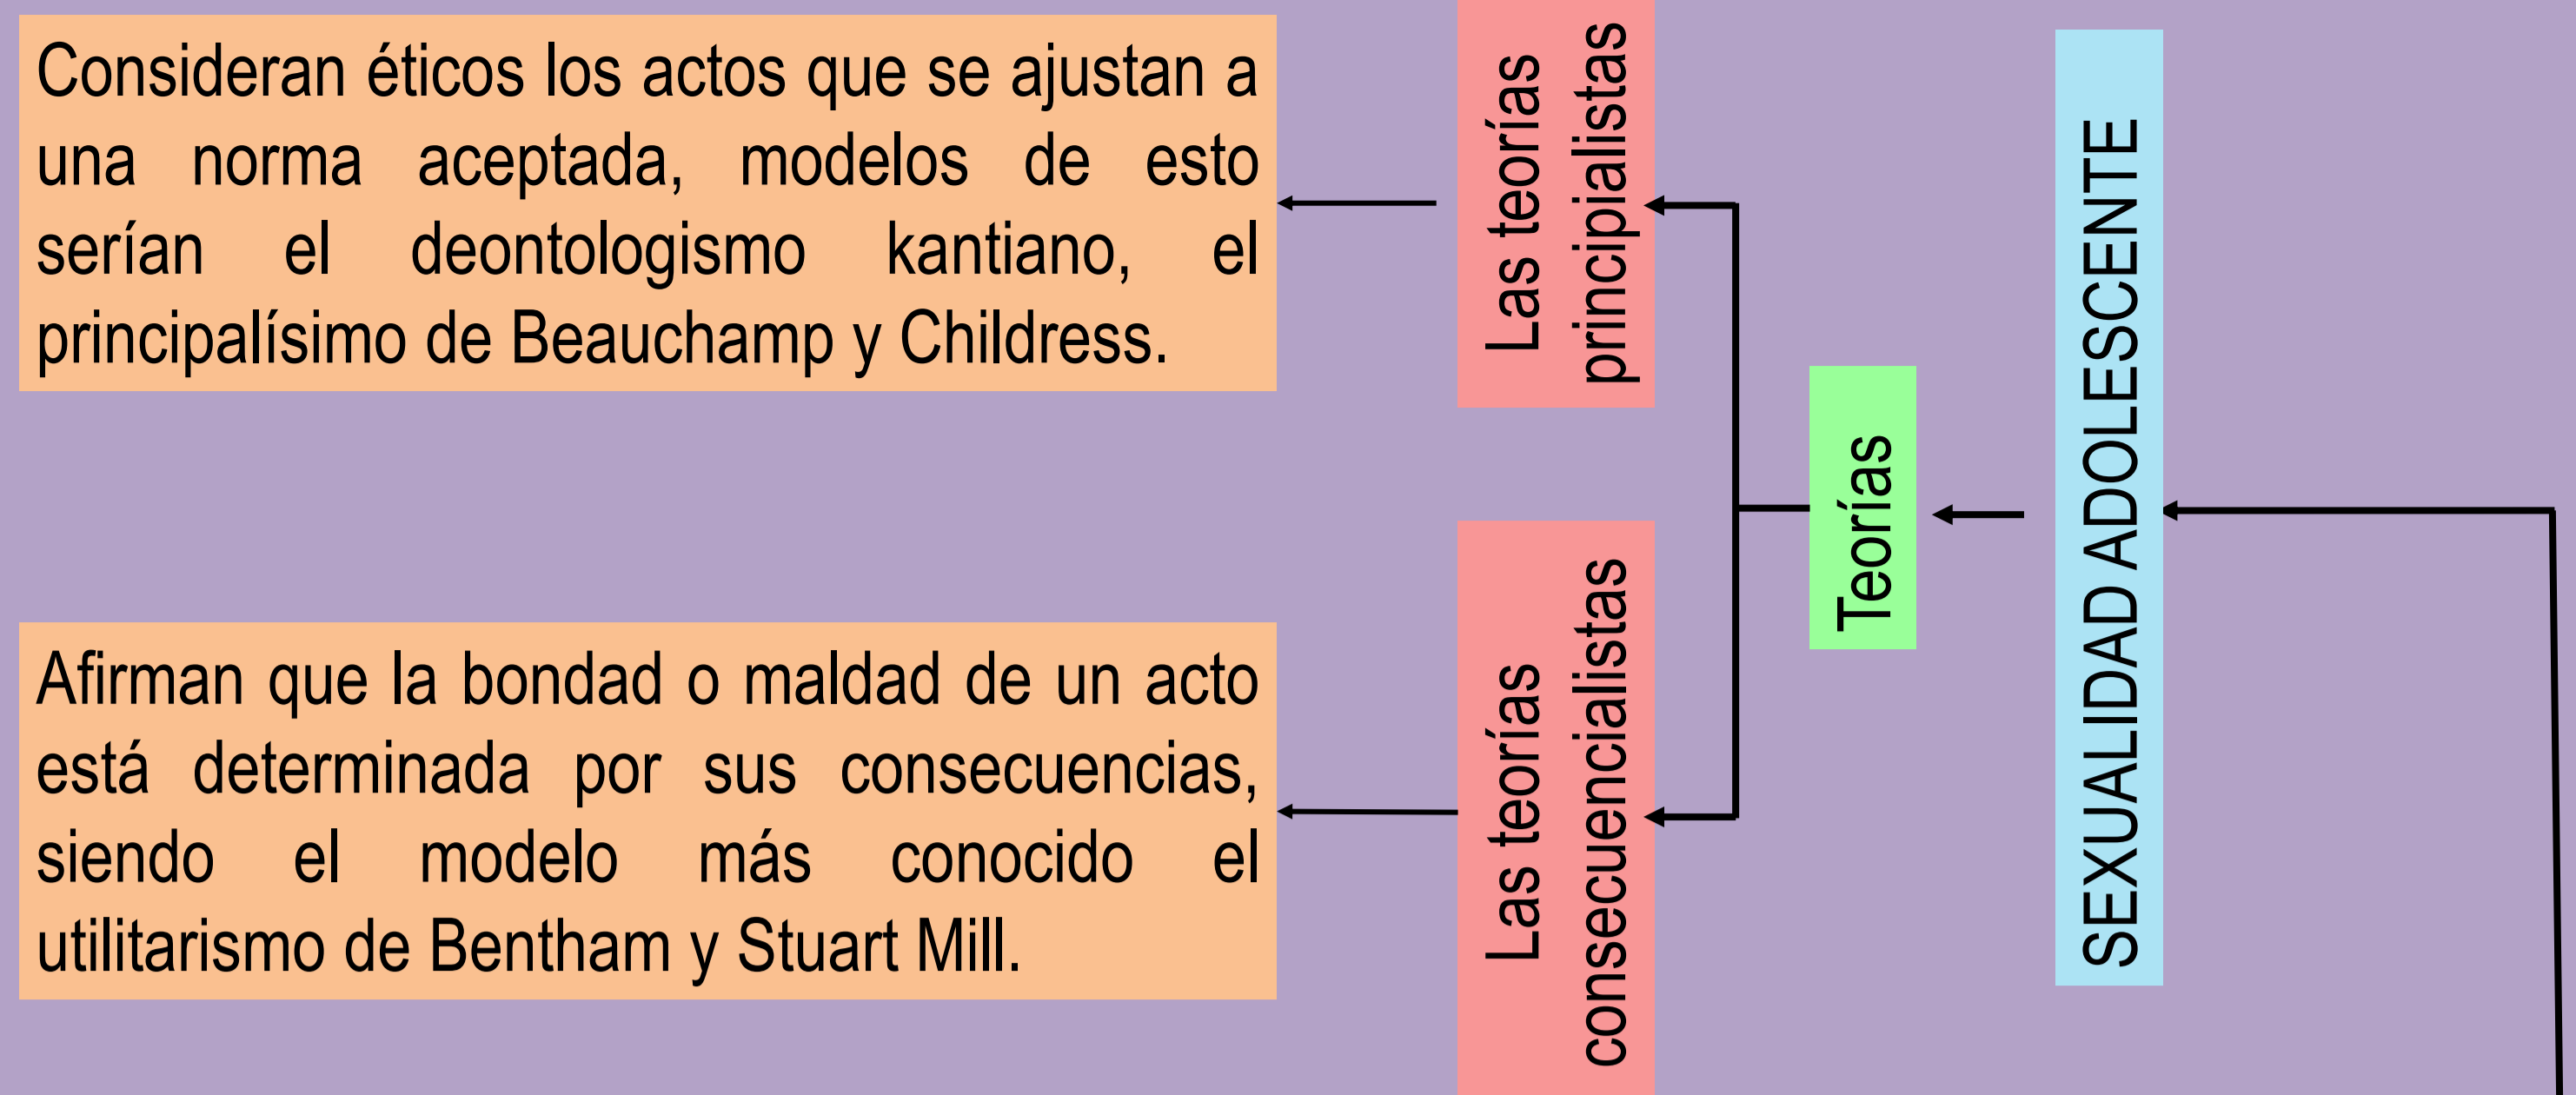 Consideran éticos los actos que se ajustan a
una norma aceptada, modelos de esto
serían el deontologismo kantiano, el
principalísimo de Beauchamp y Childress.
Las teorías
principialistas
Teorías
SEXUALIDAD ADOLESCENTE
Afirman que la bondad o maldad de un acto
está determinada por sus consecuencias,
siendo el modelo más conocido el
utilitarismo de Bentham y Stuart Mill.
Las teorías
consecuencialistas